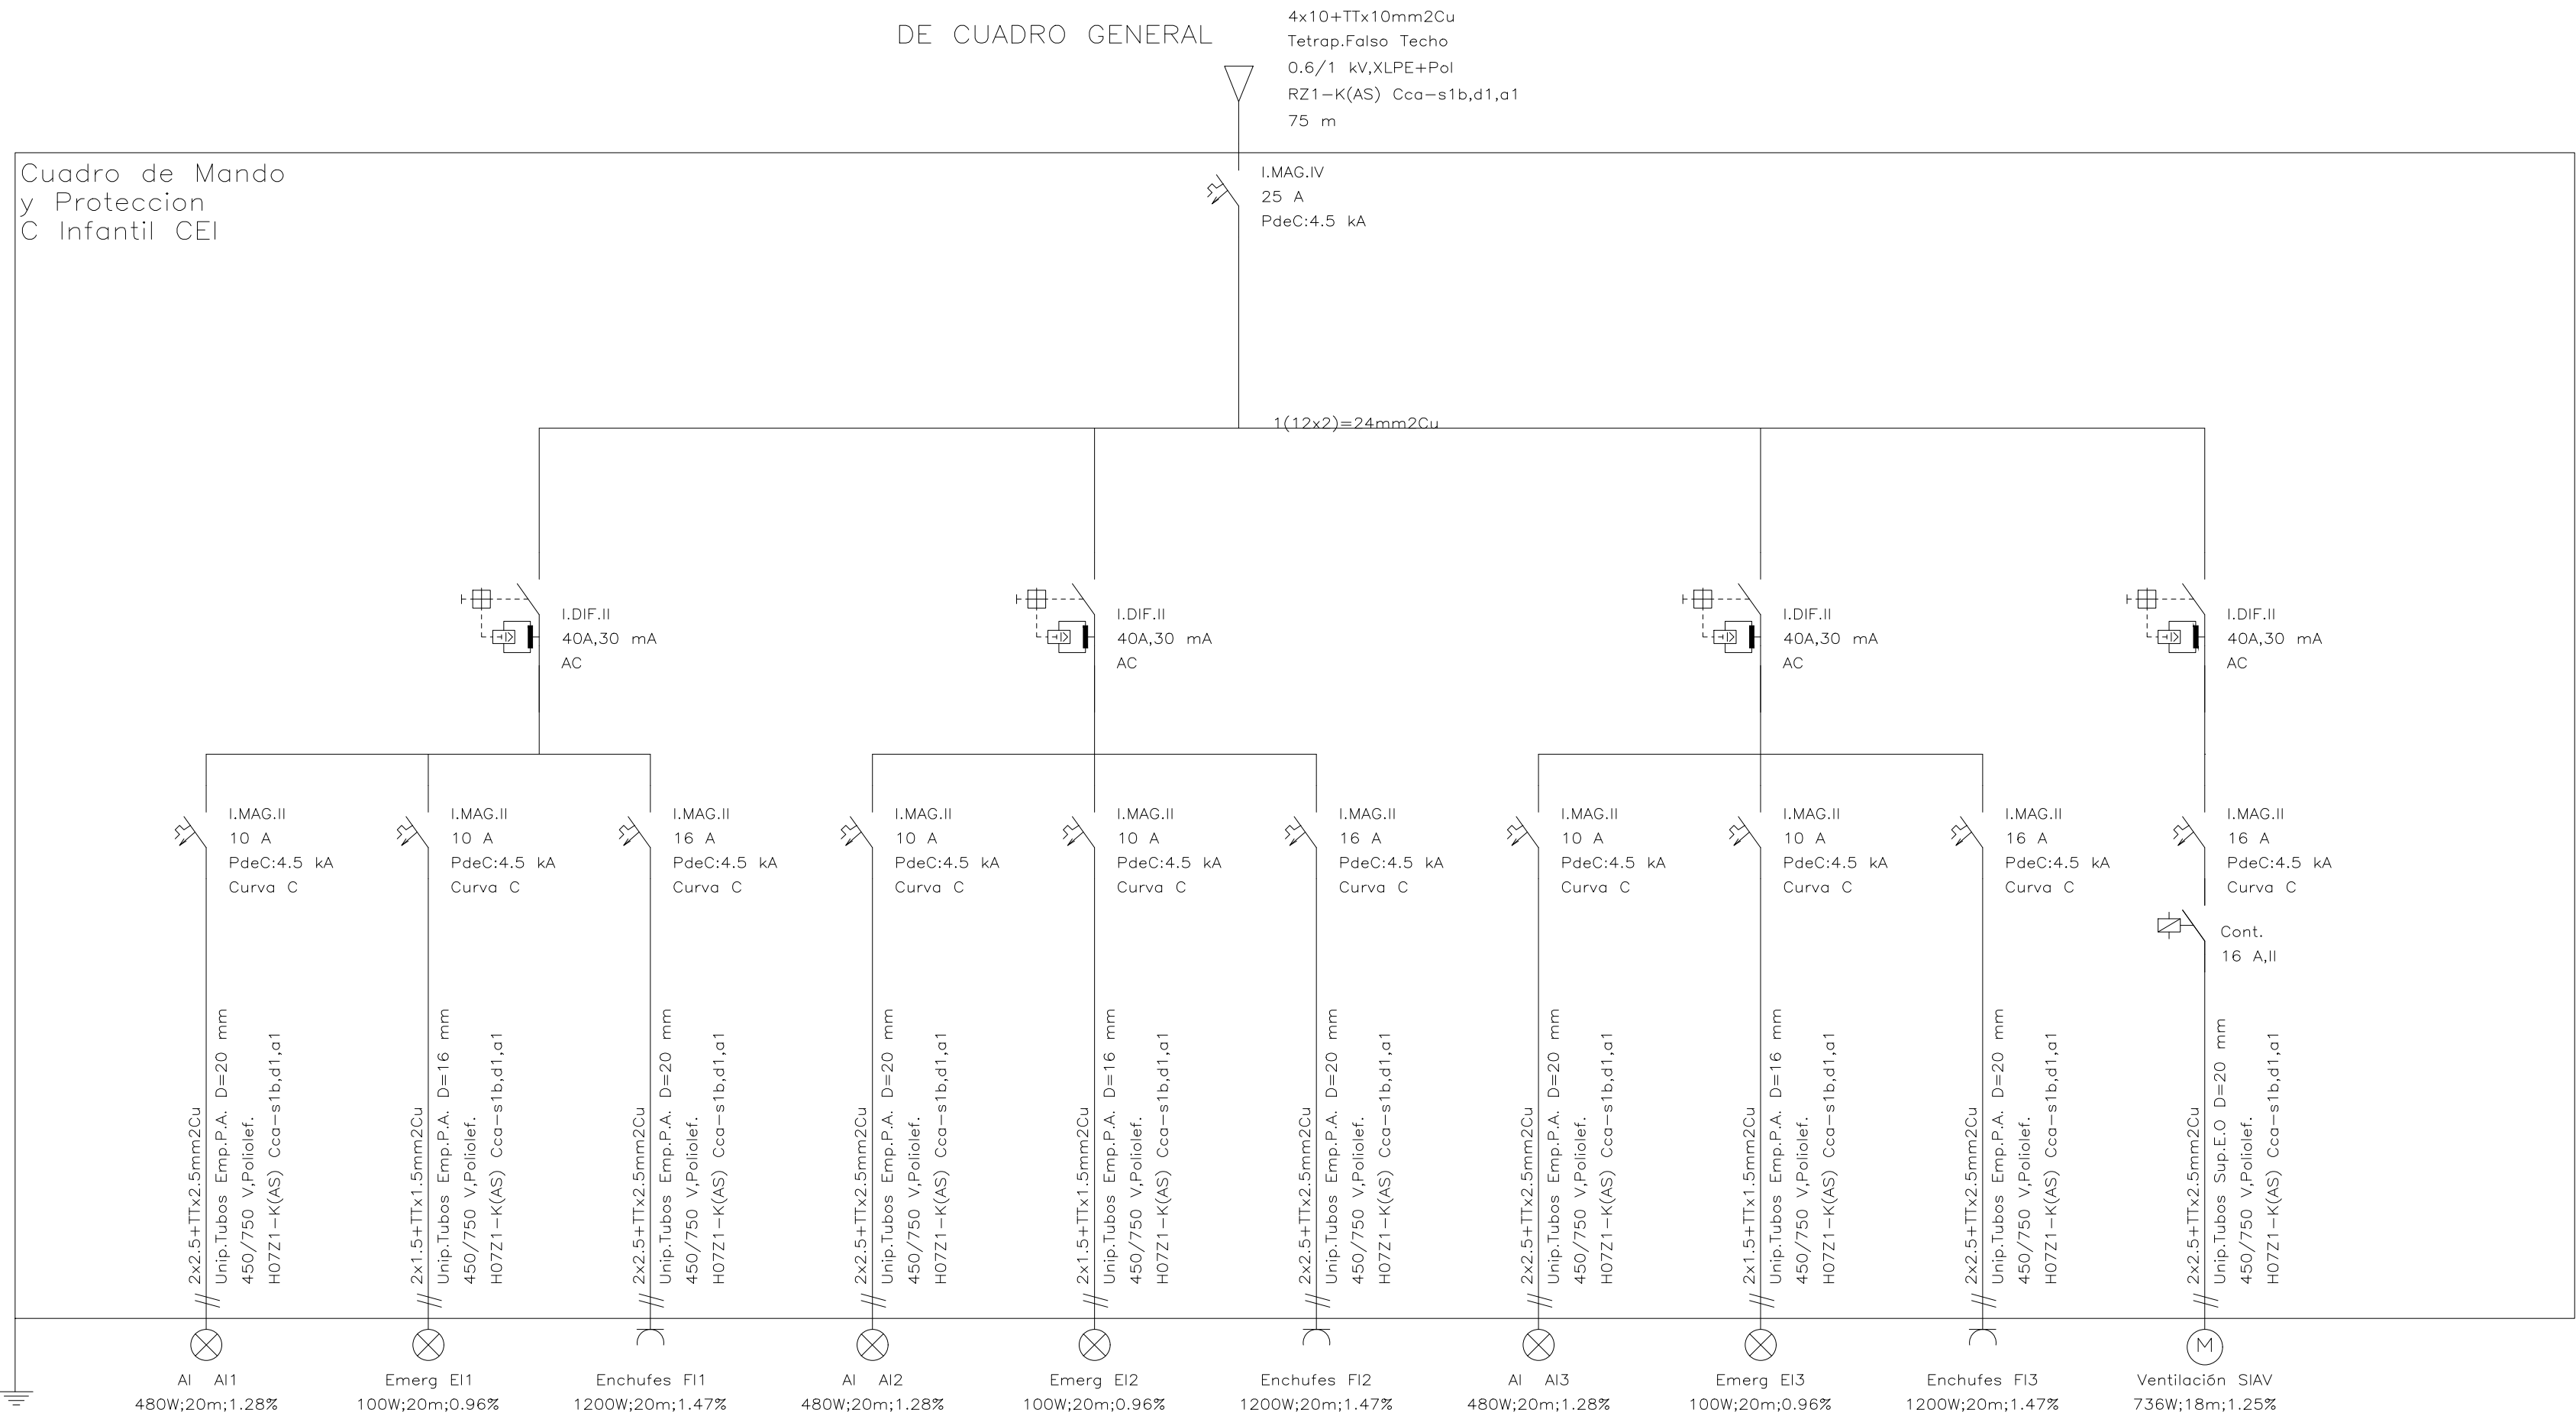 DE CUADRO GENERAL
4x10+TTx10mm2Cu
Tetrap.Falso Techo
0.6/1 kV,XLPE+Pol
RZ1-K(AS) Cca-s1b,d1,a1
75 m
Cuadro de Mando
y Proteccion
C Infantil CEI
I.MAG.IV
25 A
PdeC:4.5 kA
1(12x2)=24mm2Cu
I.DIF.II
40A,30 mA
AC
I.DIF.II
40A,30 mA
AC
I.DIF.II
40A,30 mA
AC
I.DIF.II
40A,30 mA
AC
I.MAG.II
10 A
PdeC:4.5 kA
Curva C
I.MAG.II
10 A
PdeC:4.5 kA
Curva C
I.MAG.II
16 A
PdeC:4.5 kA
Curva C
I.MAG.II
10 A
PdeC:4.5 kA
Curva C
I.MAG.II
10 A
PdeC:4.5 kA
Curva C
I.MAG.II
16 A
PdeC:4.5 kA
Curva C
I.MAG.II
10 A
PdeC:4.5 kA
Curva C
I.MAG.II
10 A
PdeC:4.5 kA
Curva C
I.MAG.II
16 A
PdeC:4.5 kA
Curva C
I.MAG.II
16 A
PdeC:4.5 kA
Curva C
Cont.
16 A,II
2x2.5+TTx2.5mm2Cu
Unip.Tubos Emp.P.A. D=20 mm
450/750 V,Poliolef.
H07Z1-K(AS) Cca-s1b,d1,a1
2x1.5+TTx1.5mm2Cu
Unip.Tubos Emp.P.A. D=16 mm
450/750 V,Poliolef.
H07Z1-K(AS) Cca-s1b,d1,a1
2x2.5+TTx2.5mm2Cu
Unip.Tubos Emp.P.A. D=20 mm
450/750 V,Poliolef.
H07Z1-K(AS) Cca-s1b,d1,a1
2x2.5+TTx2.5mm2Cu
Unip.Tubos Emp.P.A. D=20 mm
450/750 V,Poliolef.
H07Z1-K(AS) Cca-s1b,d1,a1
2x1.5+TTx1.5mm2Cu
Unip.Tubos Emp.P.A. D=16 mm
450/750 V,Poliolef.
H07Z1-K(AS) Cca-s1b,d1,a1
2x2.5+TTx2.5mm2Cu
Unip.Tubos Emp.P.A. D=20 mm
450/750 V,Poliolef.
H07Z1-K(AS) Cca-s1b,d1,a1
2x2.5+TTx2.5mm2Cu
Unip.Tubos Emp.P.A. D=20 mm
450/750 V,Poliolef.
H07Z1-K(AS) Cca-s1b,d1,a1
2x1.5+TTx1.5mm2Cu
Unip.Tubos Emp.P.A. D=16 mm
450/750 V,Poliolef.
H07Z1-K(AS) Cca-s1b,d1,a1
2x2.5+TTx2.5mm2Cu
Unip.Tubos Emp.P.A. D=20 mm
450/750 V,Poliolef.
H07Z1-K(AS) Cca-s1b,d1,a1
2x2.5+TTx2.5mm2Cu
Unip.Tubos Sup.E.O D=20 mm
450/750 V,Poliolef.
H07Z1-K(AS) Cca-s1b,d1,a1
M
Al AI1
480W;20m;1.28%
Emerg EI1
100W;20m;0.96%
Enchufes FI1
1200W;20m;1.47%
Al AI2
480W;20m;1.28%
Emerg EI2
100W;20m;0.96%
Enchufes FI2
1200W;20m;1.47%
Al AI3
480W;20m;1.28%
Emerg EI3
100W;20m;0.96%
Enchufes FI3
1200W;20m;1.47%
Ventilación SIAV
736W;18m;1.25%